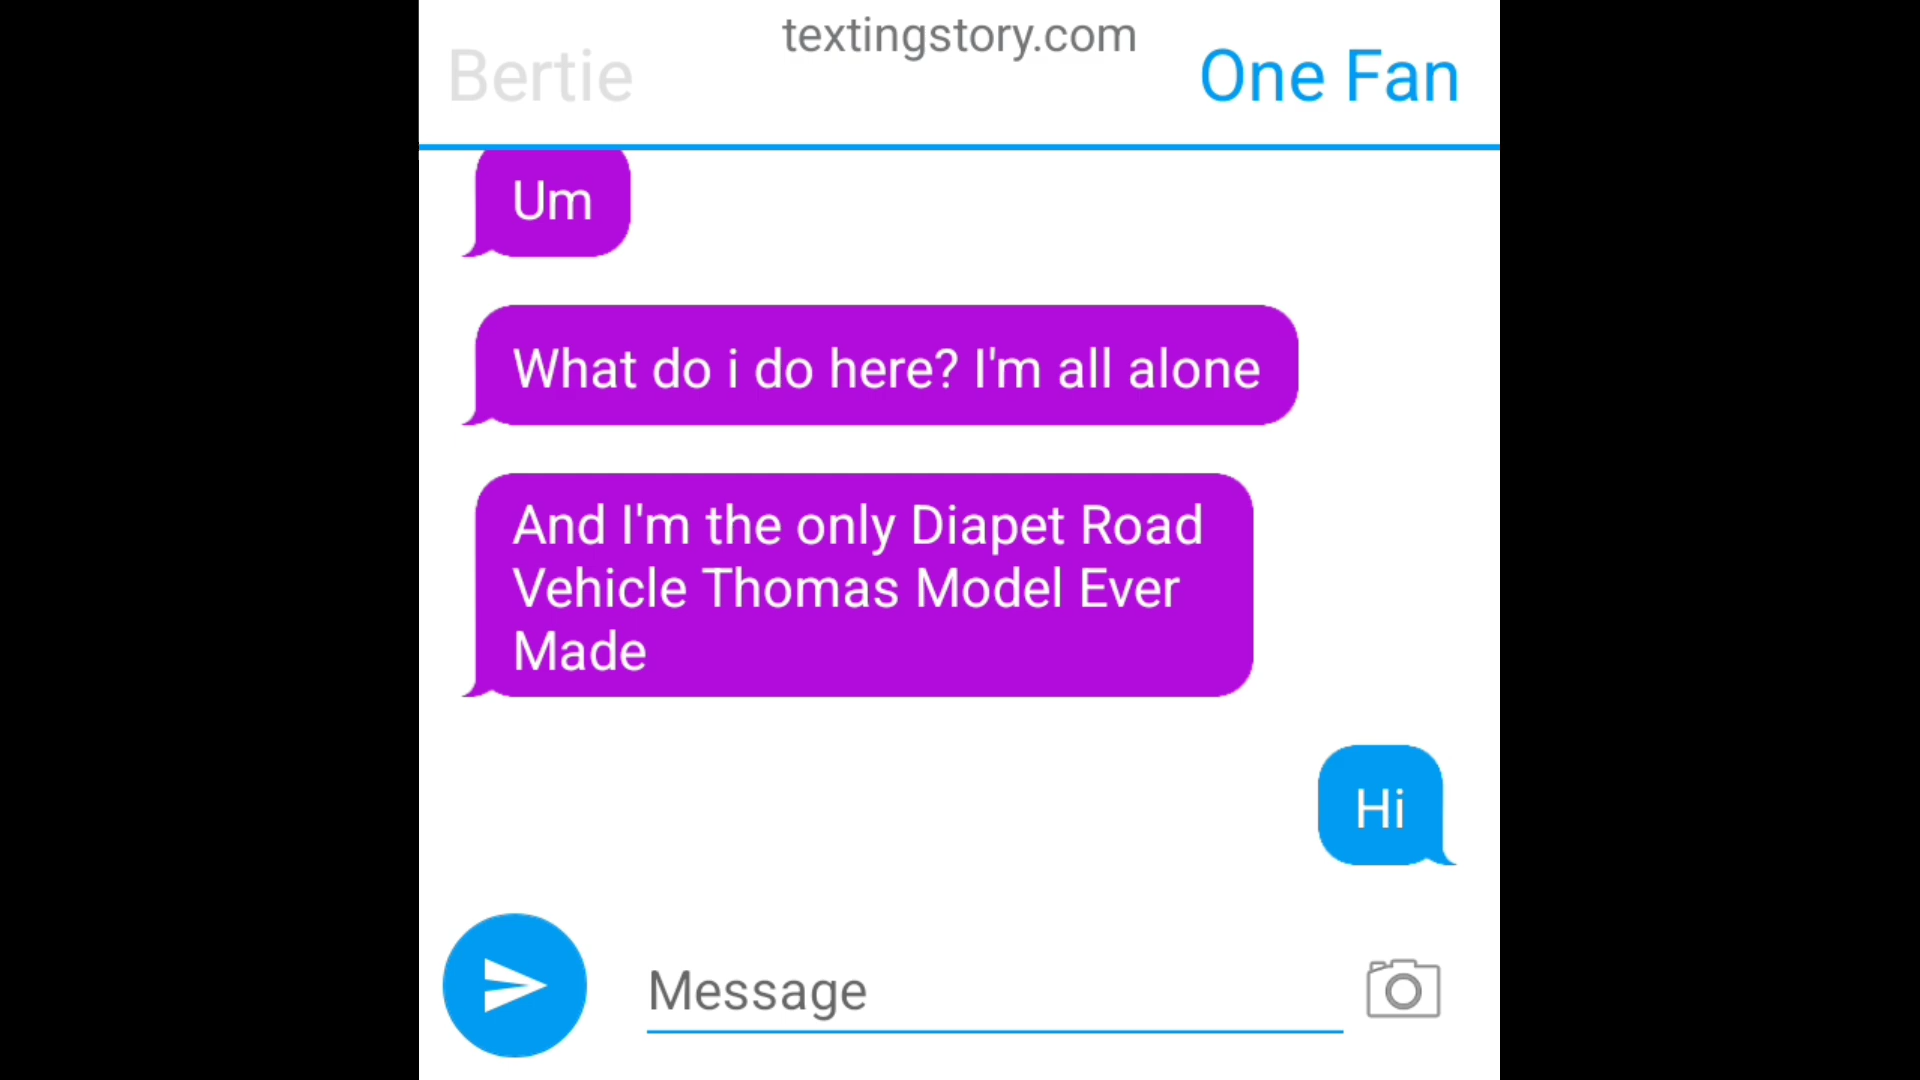 textingstory.com
Bertie
One Fan
Um
What do i do here? I'm all alone
And I'm the only Diapet Road
Vehicle Thomas Model Ever
Made
Hi
Message